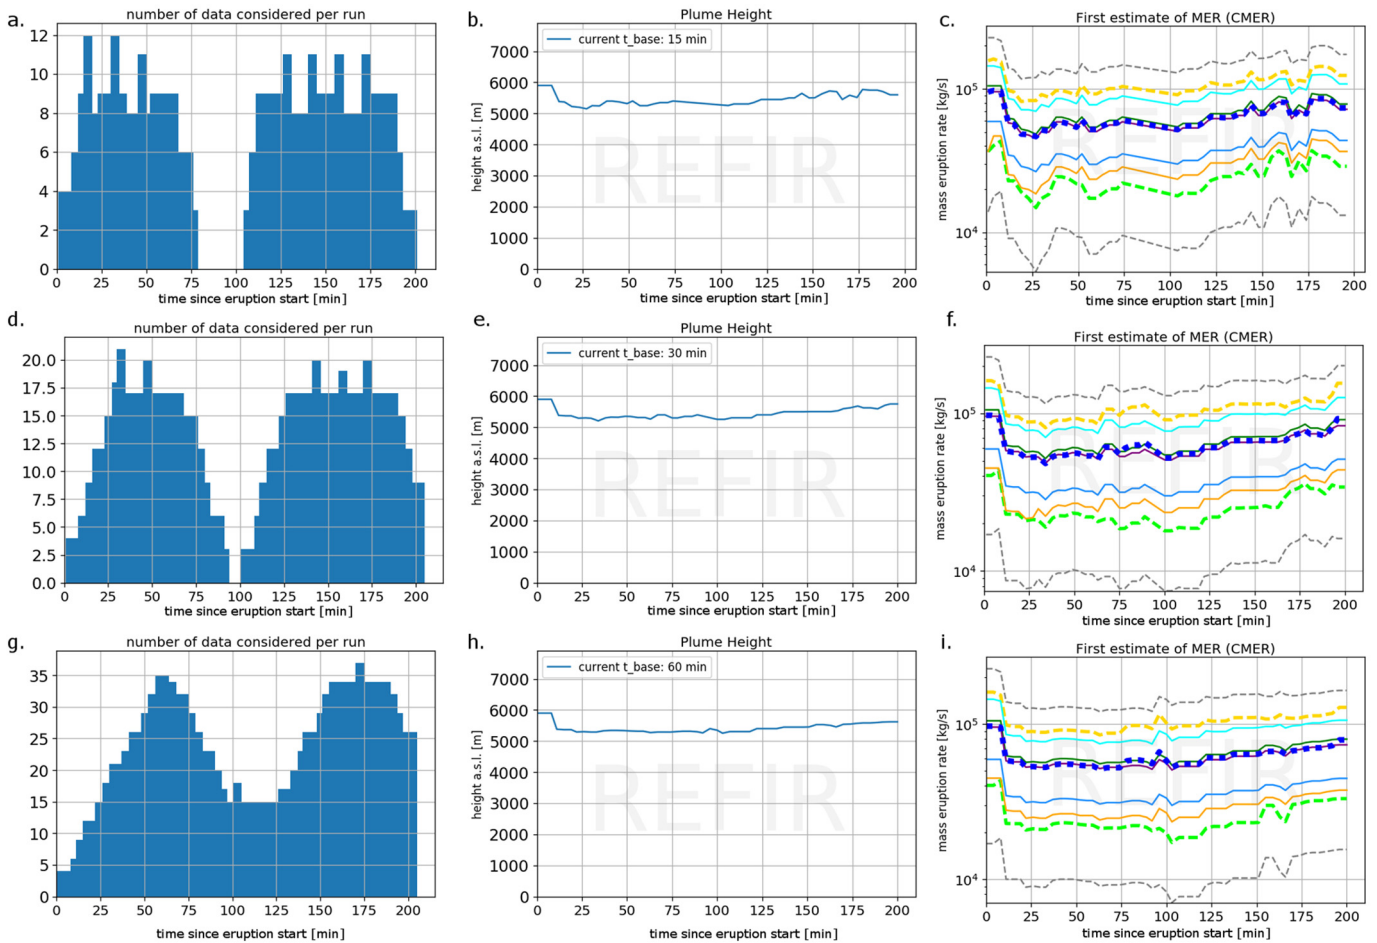 a.
number of data considered per run
12
10
8
6
4
2
0
0 25 50 75 100 125 150 175 200
time since eruption start [min]
b.
Plume Height
current t_base: 15 min
height a.s.l. [m]
7000
6000
5000
4000
3000
2000
1000
0
REFIR
0 25 50 75 100 125 150 175 200
time since eruption start [min]
c.
First estimate of MER (CMER)
mass eruption rate [kg/s]
10^5
10^4
REFIR
0 25 50 75 100 125 150 175 200
time since eruption start [min]
d.
number of data considered per run
20.0
17.5
15.0
12.5
10.0
7.5
5.0
2.5
0.0
0 25 50 75 100 125 150 175 200
time since eruption start [min]
e.
Plume Height
current t_base: 30 min
height a.s.l. [m]
7000
6000
5000
4000
3000
2000
1000
0
REFIR
0 25 50 75 100 125 150 175 200
time since eruption start [min]
f.
First estimate of MER (CMER)
mass eruption rate [kg/s]
10^5
10^4
REFIR
0 25 50 75 100 125 150 175 200
time since eruption start [min]
g.
number of data considered per run
35
30
25
20
15
10
5
0
0 25 50 75 100 125 150 175 200
time since eruption start [min]
h.
Plume Height
current t_base: 60 min
height a.s.l. [m]
7000
6000
5000
4000
3000
2000
1000
0
REFIR
0 25 50 75 100 125 150 175 200
time since eruption start [min]
i.
First estimate of MER (CMER)
mass eruption rate [kg/s]
10^5
10^4
REFIR
0 25 50 75 100 125 150 175 200
time since eruption start [min]